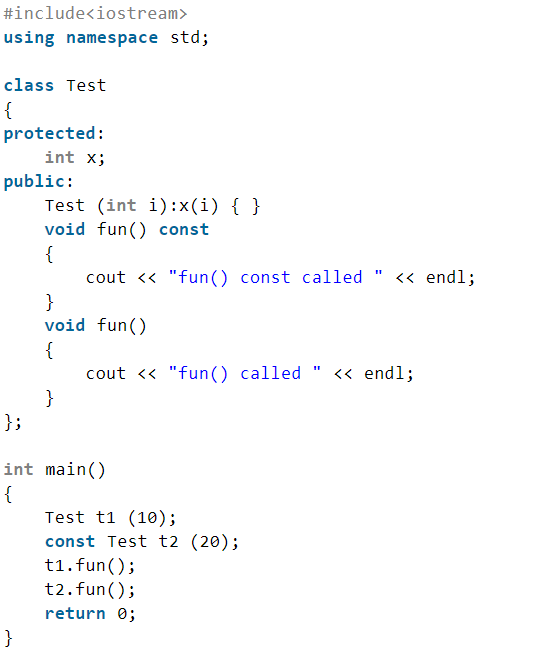 #include<iostream>
using namespace std;

class Test
{
protected:
    int x;
public:
    Test (int i):x(i) { }
    void fun() const
    {
        cout << "fun() const called " << endl;
    }
    void fun()
    {
        cout << "fun() called " << endl;
    }
};

int main()
{
    Test t1 (10);
    const Test t2 (20);
    t1.fun();
    t2.fun();
    return 0;
}